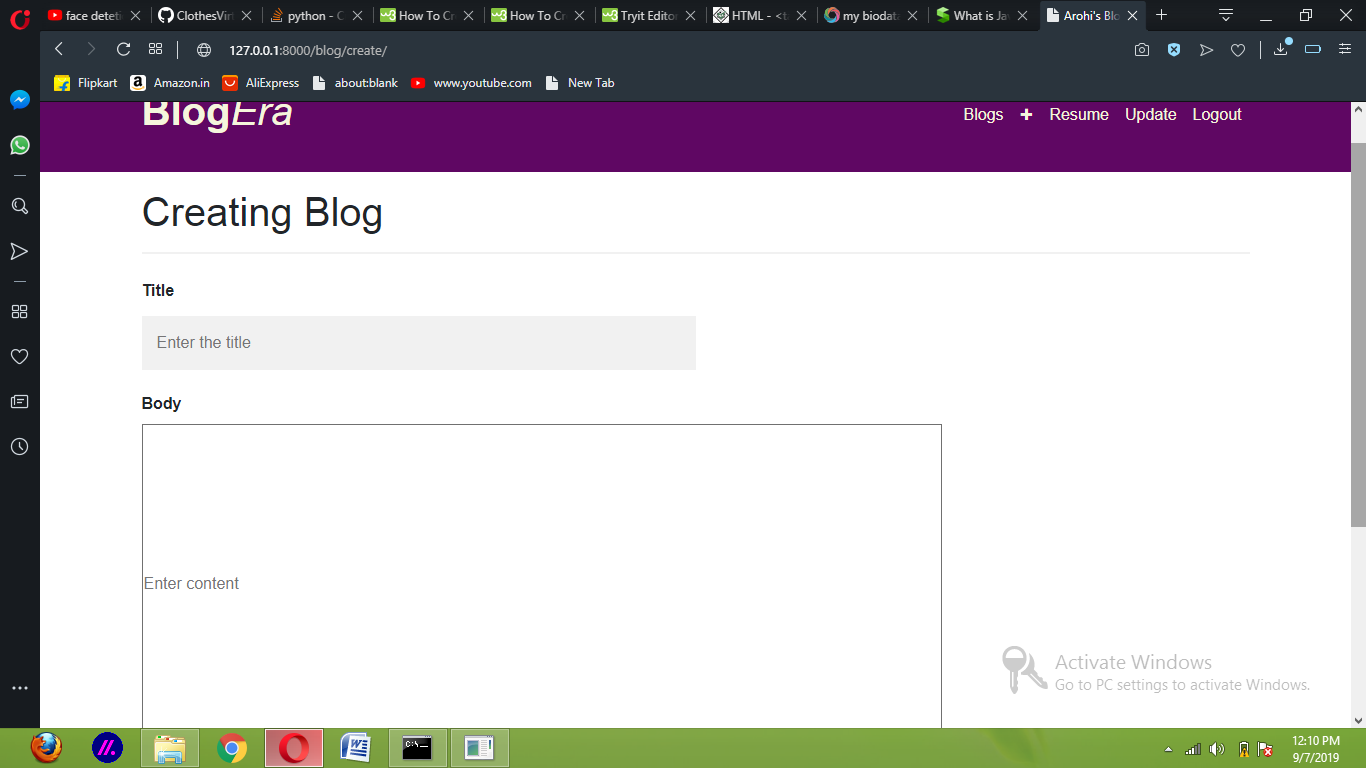 face deteti
ClothesVirt
python - G
How To Cr
How To Cr
Tryit Editor
HTML - <t
my biodata
What is Ja
Arohi's Blo
127.0.0.1:8000/blog/create/
Flipkart
Amazon.in
AliExpress
about:blank
www.youtube.com
New Tab
BlogEra
Blogs + Resume Update Logout
Creating Blog
Title
Enter the title
Body
Enter content
Activate Windows
Go to PC settings to activate Windows.
12:10 PM
9/7/2019